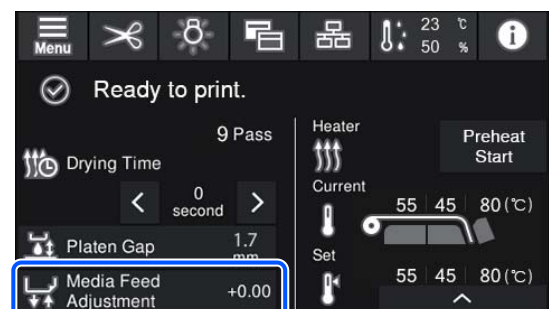 Menu
23 ℃
50 %
i
Ready to print.
9 Pass
Drying Time
0
second
Platen Gap
1.7
mm
Media Feed
Adjustment
+0.00
Heater
Preheat
Start
Current
55 45 80(℃)
Set
55 45 80(℃)